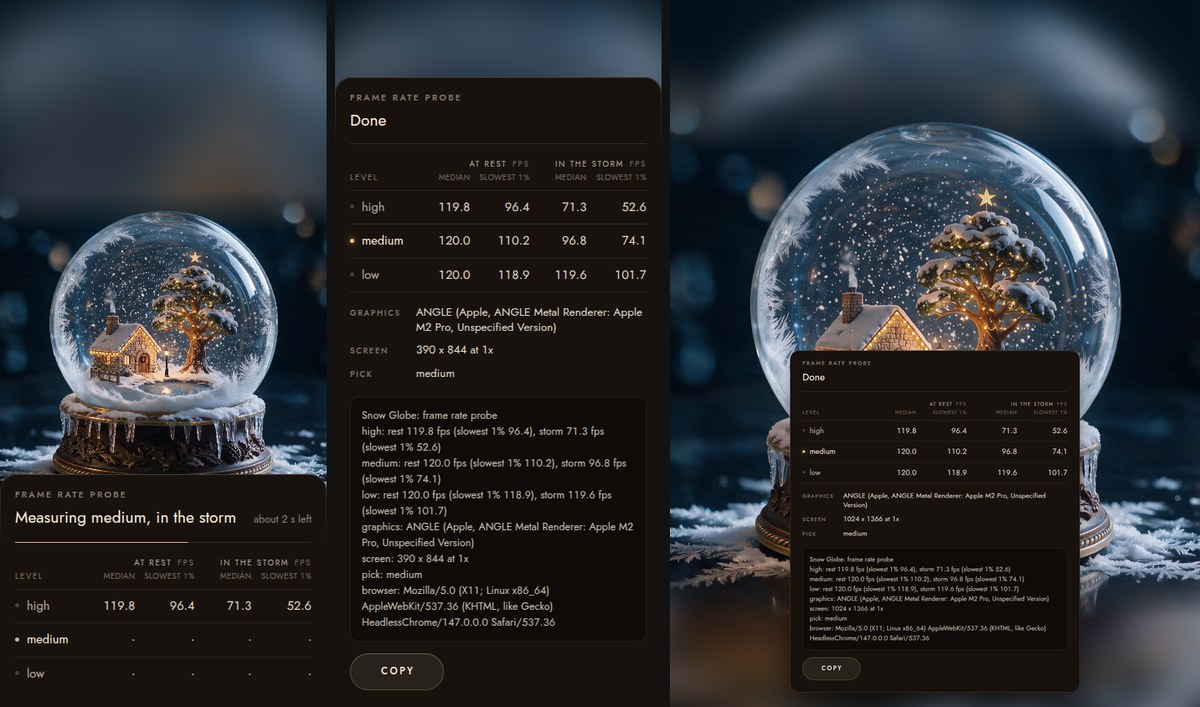 FRAME RATE PROBE
Measuring medium, in the storm about 2 s left
AT REST FPS IN THE STORM FPS
LEVEL MEDIAN SLOWEST 1% MEDIAN SLOWEST 1%
high 119.8 96.4 71.3 52.6
medium · · · ·
low · · · ·
FRAME RATE PROBE
Done
AT REST FPS IN THE STORM FPS
LEVEL MEDIAN SLOWEST 1% MEDIAN SLOWEST 1%
high 119.8 96.4 71.3 52.6
medium 120.0 110.2 96.8 74.1
low 120.0 118.9 119.6 101.7
GRAPHICS ANGLE (Apple, ANGLE Metal Renderer: Apple
M2 Pro, Unspecified Version)
SCREEN 390 x 844 at 1x
PICK medium
Snow Globe: frame rate probe
high: rest 119.8 fps (slowest 1% 96.4), storm 71.3 fps
(slowest 1% 52.6)
medium: rest 120.0 fps (slowest 1% 110.2), storm 96.8 fps
(slowest 1% 74.1)
low: rest 120.0 fps (slowest 1% 118.9), storm 119.6 fps
(slowest 1% 101.7)
graphics: ANGLE (Apple, ANGLE Metal Renderer: Apple M2
Pro, Unspecified Version)
screen: 390 x 844 at 1x
pick: medium
browser: Mozilla/5.0 (X11; Linux x86_64)
AppleWebKit/537.36 (KHTML, like Gecko)
HeadlessChrome/147.0.0.0 Safari/537.36
COPY
FRAME RATE PROBE
Done
AT REST FPS IN THE STORM FPS
LEVEL MEDIAN SLOWEST 1% MEDIAN SLOWEST 1%
high 119.8 96.4 71.3 52.6
medium 120.0 110.2 96.8 74.1
low 120.0 118.9 119.6 101.7
GRAPHICS ANGLE (Apple, ANGLE Metal Renderer: Apple M2 Pro, Unspecified
Version)
SCREEN 1024 x 1366 at 1x
PICK medium
Snow Globe: frame rate probe
high: rest 119.8 fps (slowest 1% 96.4), storm 71.3 fps (slowest 1% 52.6)
medium: rest 120.0 fps (slowest 1% 110.2), storm 96.8 fps (slowest 1% 74.1)
low: rest 120.0 fps (slowest 1% 118.9), storm 119.6 fps (slowest 1% 101.7)
graphics: ANGLE (Apple, ANGLE Metal Renderer: Apple M2 Pro, Unspecified Version)
screen: 1024 x 1366 at 1x
pick: medium
browser: Mozilla/5.0 (X11; Linux x86_64) AppleWebKit/537.36 (KHTML, like Gecko)
HeadlessChrome/147.0.0.0 Safari/537.36
COPY